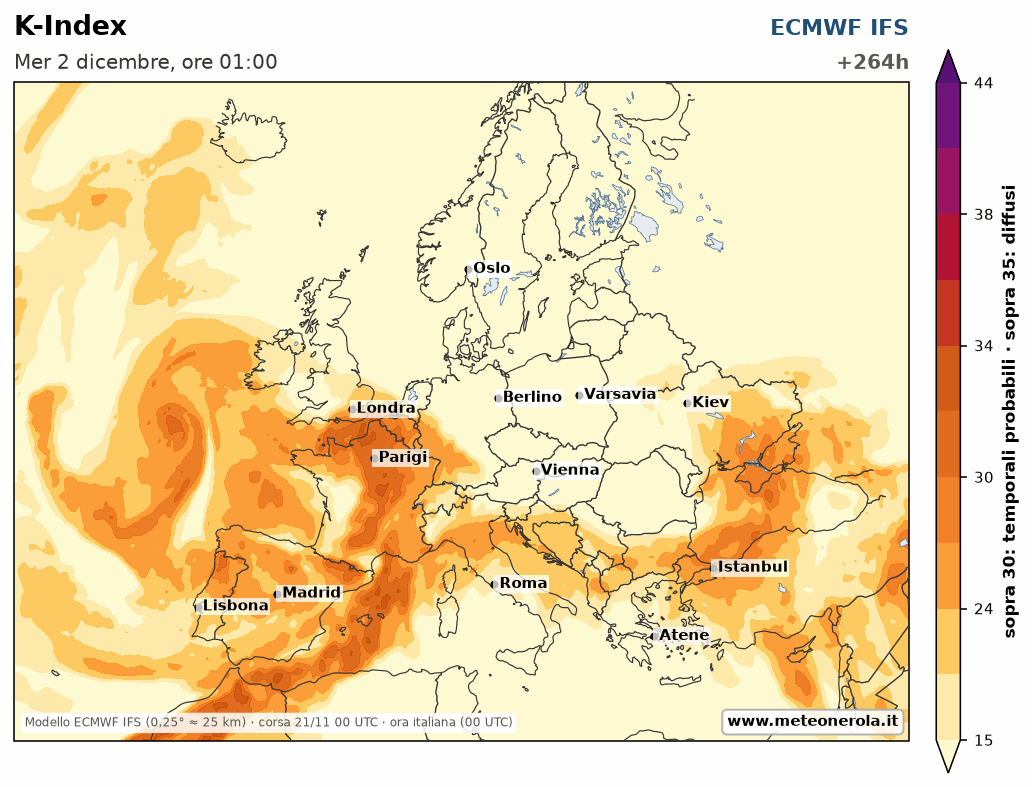 K-Index
ECMWF IFS
Mer 2 dicembre, ore 01:00
+264h
44
38
34
30
24
15
sopra 30: temporali probabili · sopra 35: diffusi
Oslo
Berlino
Varsavia
Kiev
Londra
Parigi
Vienna
Istanbul
Roma
Madrid
Lisbona
Atene
Modello ECMWF IFS (0,25° ≈ 25 km) · corsa 21/11 00 UTC · ora italiana (00 UTC)
www.meteonerola.it